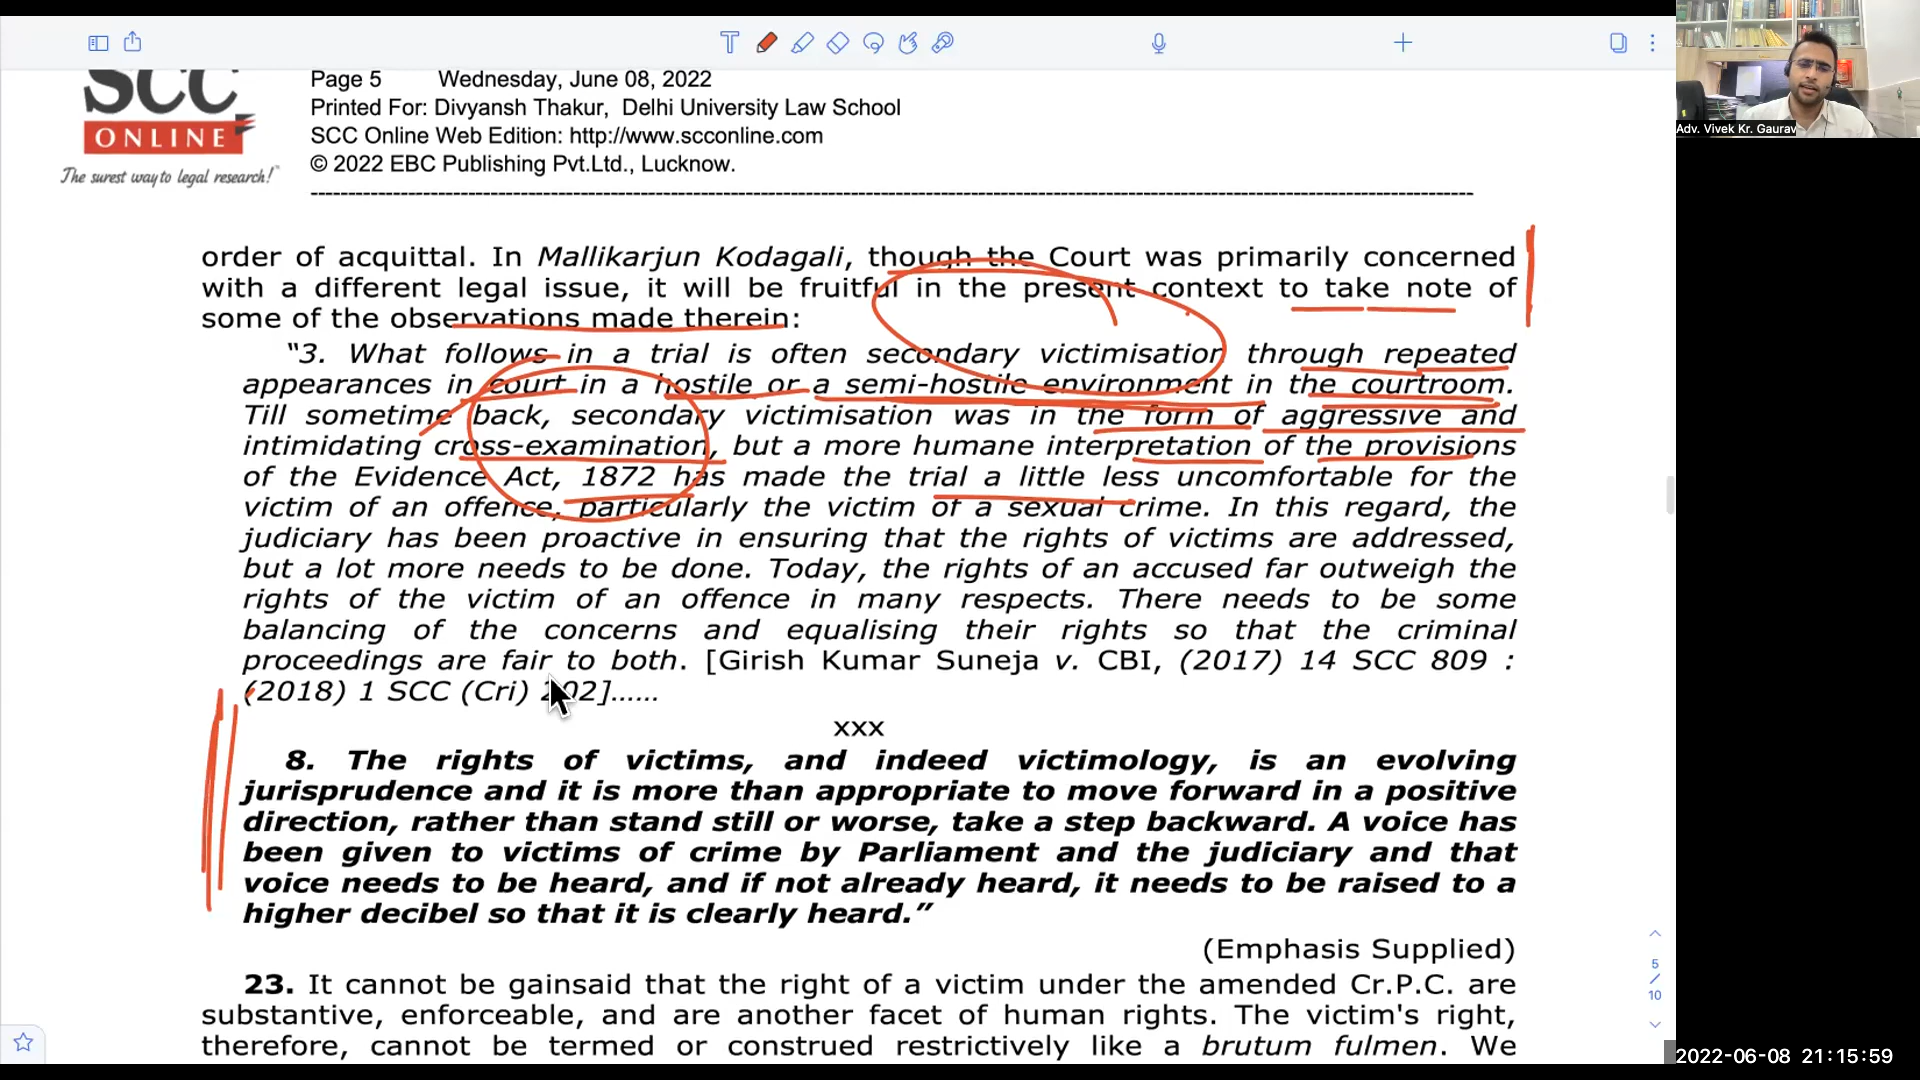 SCC
ONLINE
The surest way to legal research!
Page 5 Wednesday, June 08, 2022
Printed For: Divyansh Thakur, Delhi University Law School
SCC Online Web Edition: http://www.scconline.com
© 2022 EBC Publishing Pvt.Ltd., Lucknow.
order of acquittal. In Mallikarjun Kodagali, though the Court was primarily concerned
with a different legal issue, it will be fruitful in the present context to take note of
some of the observations made therein:
“3. What follows in a trial is often secondary victimisation through repeated
appearances in court in a hostile or a semi-hostile environment in the courtroom.
Till sometime back, secondary victimisation was in the form of aggressive and
intimidating cross-examination, but a more humane interpretation of the provisions
of the Evidence Act, 1872 has made the trial a little less uncomfortable for the
victim of an offence, particularly the victim of a sexual crime. In this regard, the
judiciary has been proactive in ensuring that the rights of victims are addressed,
but a lot more needs to be done. Today, the rights of an accused far outweigh the
rights of the victim of an offence in many respects. There needs to be some
balancing of the concerns and equalising their rights so that the criminal
proceedings are fair to both. [Girish Kumar Suneja v. CBI, (2017) 14 SCC 809 :
(2018) 1 SCC (Cri) 202]......
xxx
8. The rights of victims, and indeed victimology, is an evolving
jurisprudence and it is more than appropriate to move forward in a positive
direction, rather than stand still or worse, take a step backward. A voice has
been given to victims of crime by Parliament and the judiciary and that
voice needs to be heard, and if not already heard, it needs to be raised to a
higher decibel so that it is clearly heard.”
(Emphasis Supplied)
23. It cannot be gainsaid that the right of a victim under the amended Cr.P.C. are
substantive, enforceable, and are another facet of human rights. The victim's right,
therefore, cannot be termed or construed restrictively like a brutum fulmen. We
5
/
10
Adv. Vivek Kr. Gaurav
2022-06-08 21:15:59